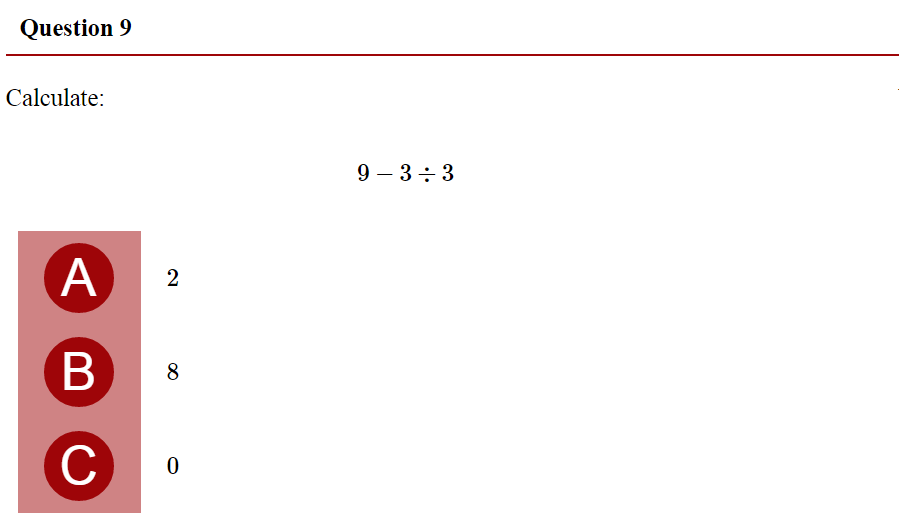 Question 9
Calculate:
9 − 3 ÷ 3
A 2
B 8
C 0